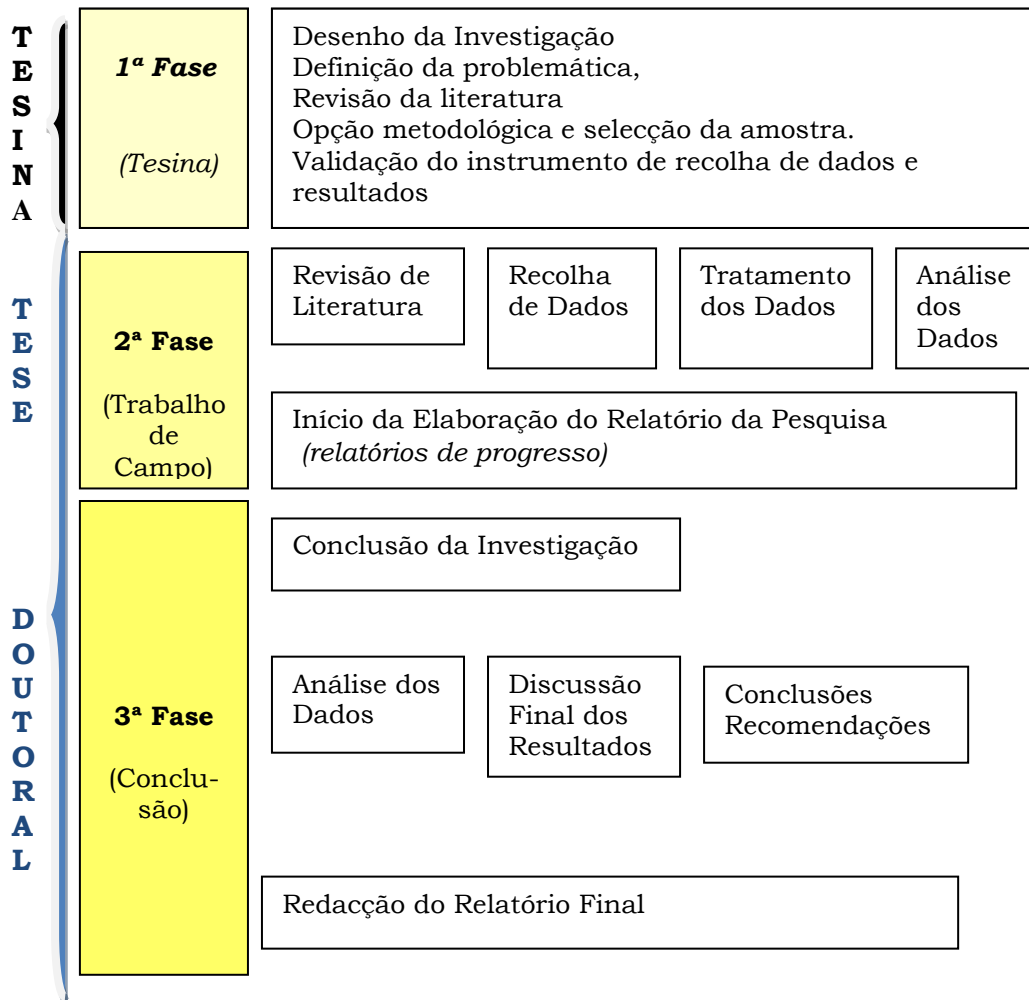 TESINA
1ª Fase
(Tesina)
Desenho da Investigação
Definição da problemática,
Revisão da literatura
Opção metodológica e selecção da amostra.
Validação do instrumento de recolha de dados e
resultados
TESE
DOUTORAL
2ª Fase
(Trabalho
de
Campo)
Revisão de
Literatura
Recolha
de Dados
Tratamento
dos Dados
Análise
dos
Dados
Início da Elaboração do Relatório da Pesquisa
(relatórios de progresso)
3ª Fase
(Conclu-
são)
Conclusão da Investigação
Análise dos
Dados
Discussão
Final dos
Resultados
Conclusões
Recomendações
Redacção do Relatório Final